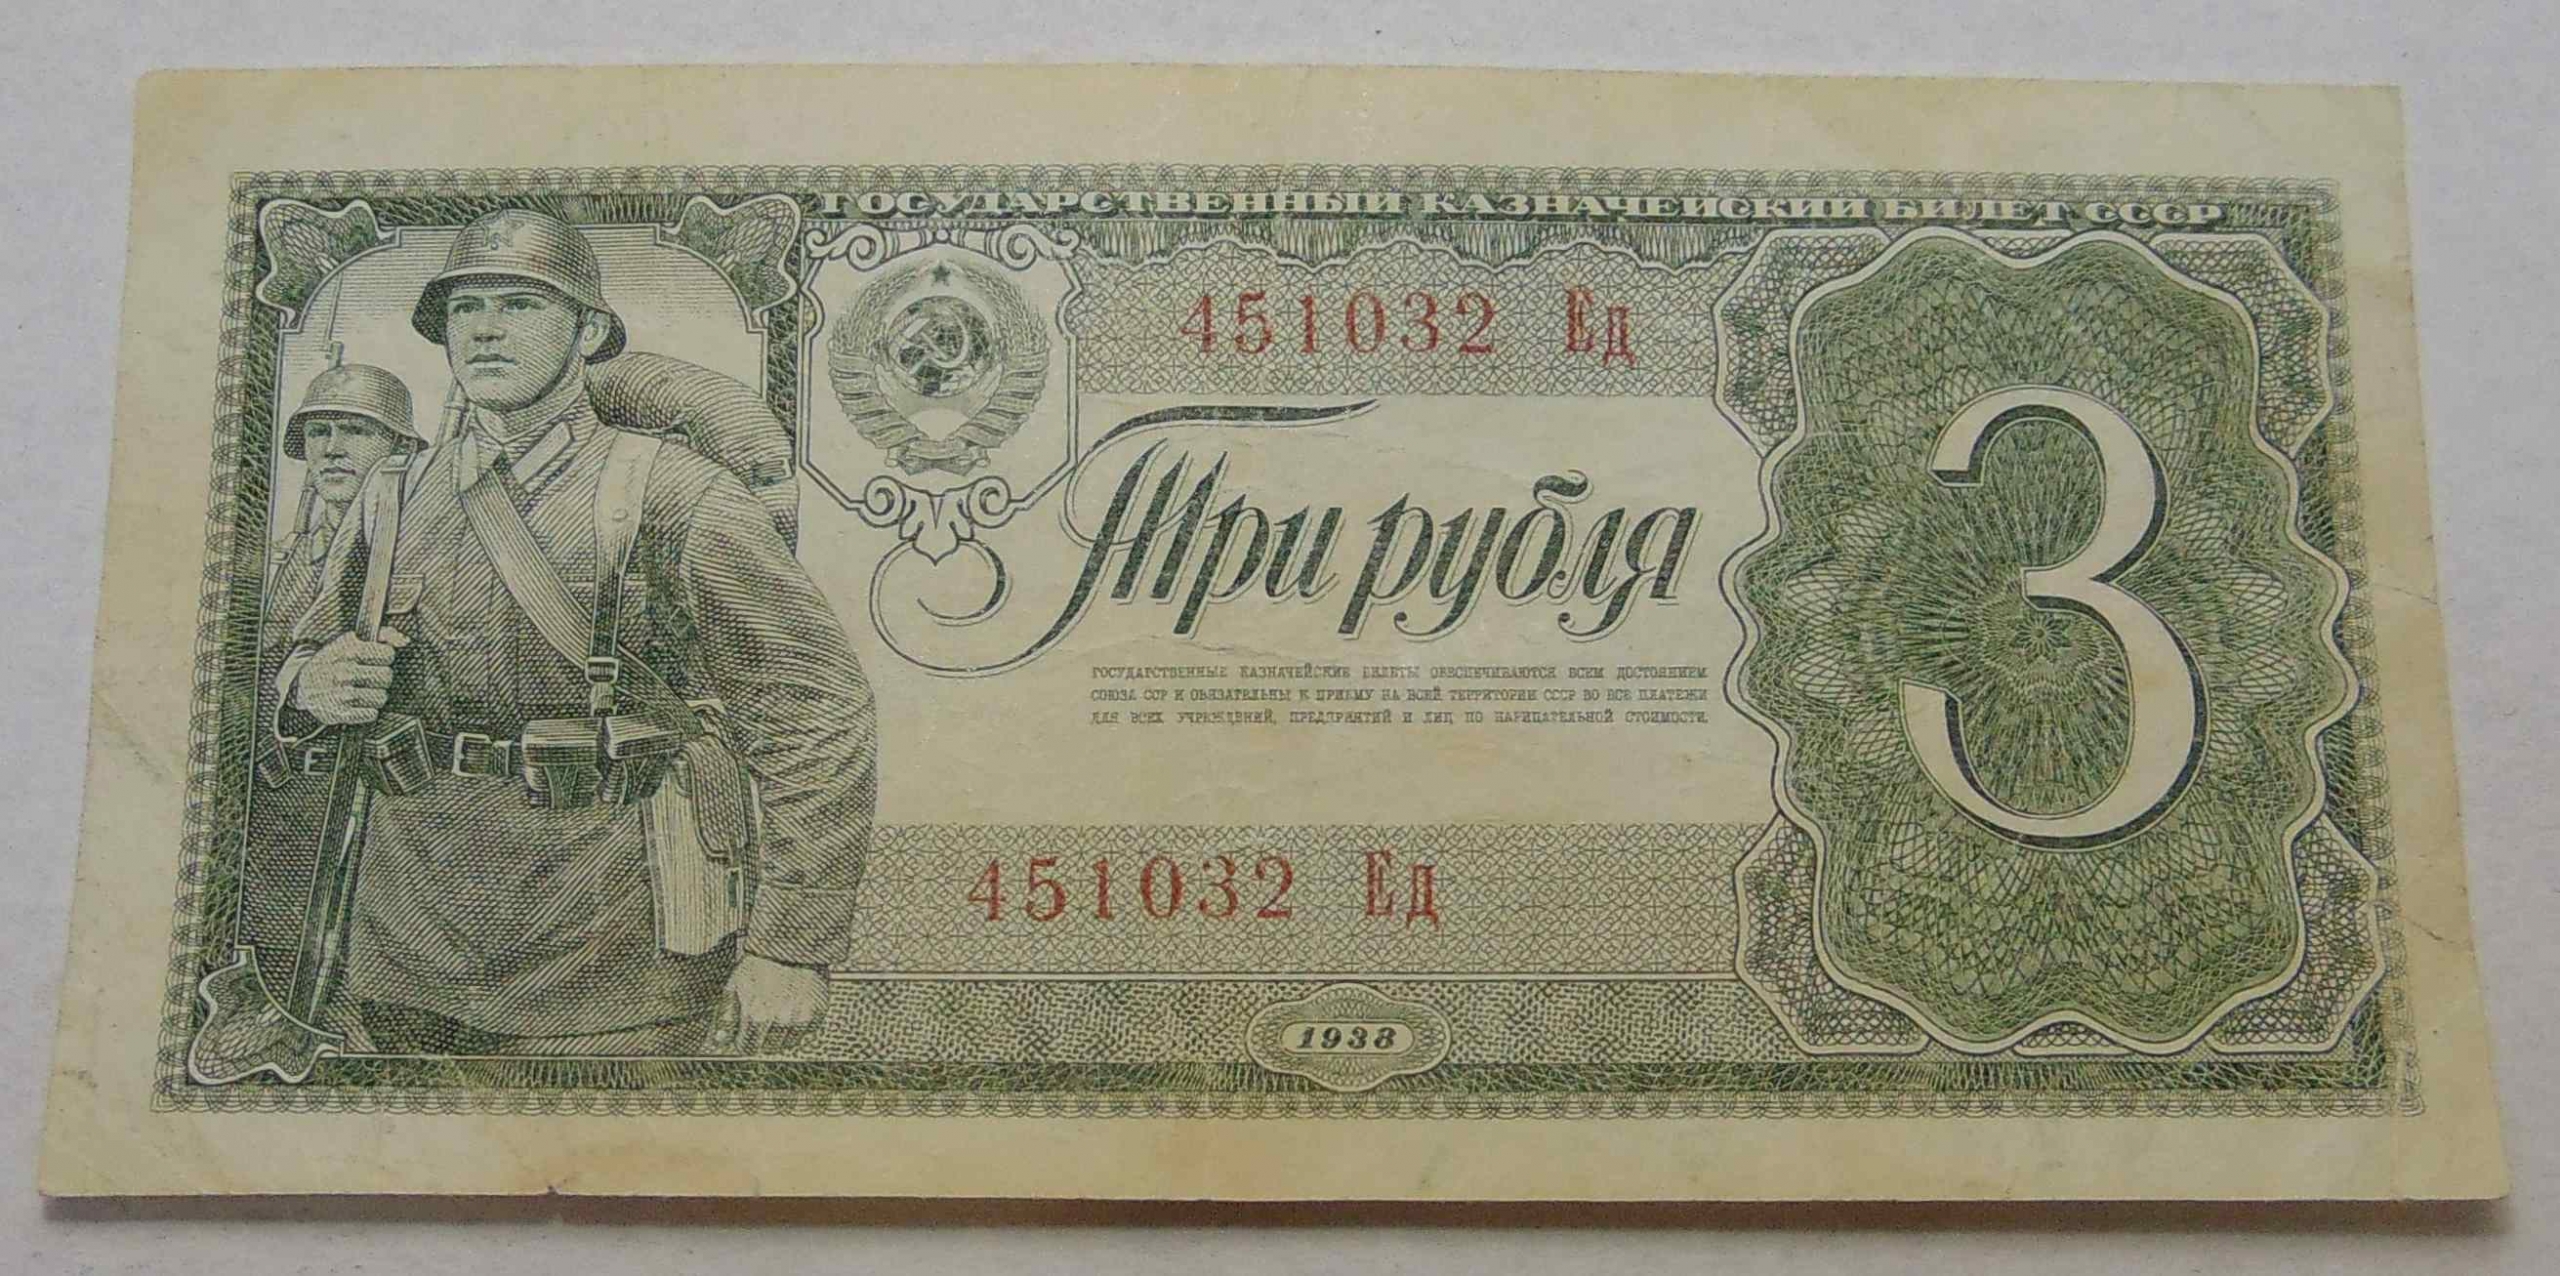 ГОСУДАРСТВЕННЫЙ КАЗНАЧЕЙСКИЙ БИЛЕТ СССР
451032 Ед
Три рубля
3
ГОСУДАРСТВЕННЫЕ КАЗНАЧЕЙСКИЕ БИЛЕТЫ ОБЕСПЕЧИВАЮТСЯ ВСЕМ ДОСТОЯНИЕМ
СОЮЗА ССР И ОБЯЗАТЕЛЬНЫ К ПРИЕМУ НА ВСЕЙ ТЕРРИТОРИИ СССР ВО ВСЕ ПЛАТЕЖИ
ДЛЯ ВСЕХ УЧРЕЖДЕНИЙ, ПРЕДПРИЯТИЙ И ЛИЦ ПО НАРИЦАТЕЛЬНОЙ СТОИМОСТИ.
451032 Ед
1938